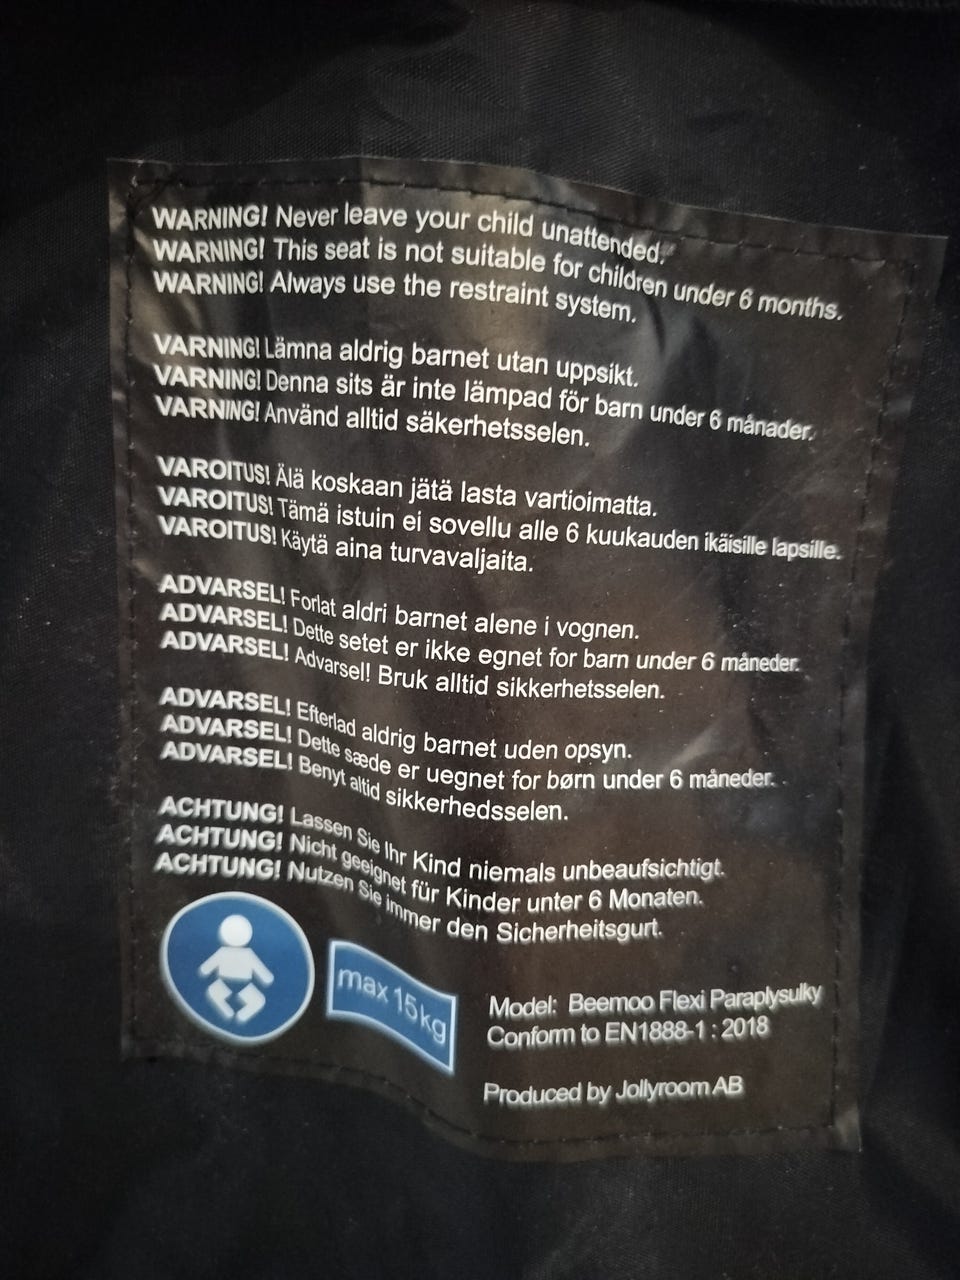 WARNING! Never leave your child unattended.
WARNING! This seat is not suitable for children under 6 months.
WARNING! Always use the restraint system.
VARNING! Lämna aldrig barnet utan uppsikt.
VARNING! Denna sits är inte lämpad för barn under 6 månader.
VARNING! Använd alltid säkerhetsselen.
VAROITUS! Älä koskaan jätä lasta vartioimatta.
VAROITUS! Tämä istuin ei sovellu alle 6 kuukauden ikäisille lapsille.
VAROITUS! Käytä aina turvavaljaita.
ADVARSEL! Forlat aldri barnet alene i vognen.
ADVARSEL! Dette setet er ikke egnet for barn under 6 måneder.
ADVARSEL! Advarsel! Bruk alltid sikkerhetsselen.
ADVARSEL! Efterlad aldrig barnet uden opsyn.
ADVARSEL! Dette sæde er uegnet for børn under 6 måneder.
ADVARSEL! Benyt altid sikkerhedsselen.
ACHTUNG! Lassen Sie Ihr Kind niemals unbeaufsichtigt.
ACHTUNG! Nicht geeignet für Kinder unter 6 Monaten.
ACHTUNG! Nutzen Sie immer den Sicherheitsgurt.
max 15kg
Model: Beemoo Flexi Paraplysulky
Conform to EN1888-1 : 2018
Produced by Jollyroom AB